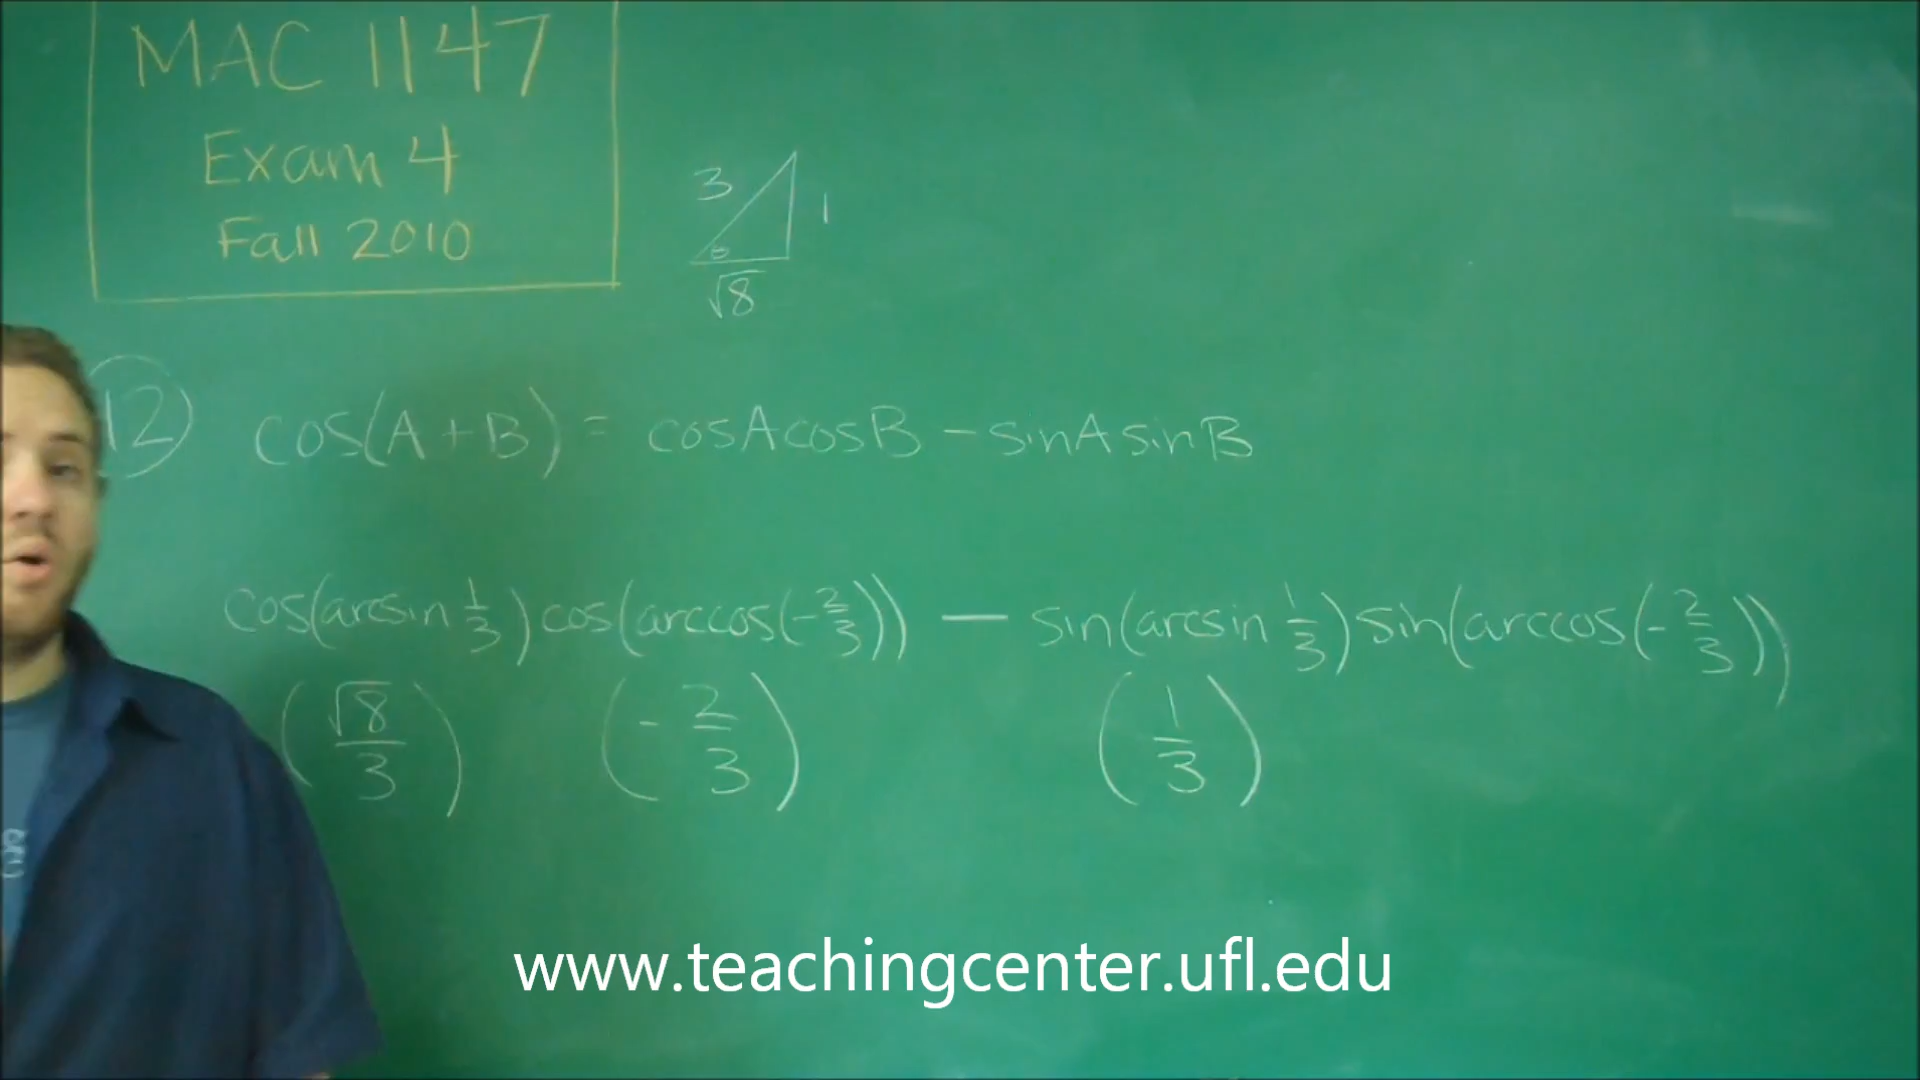 MAC 1147
Exam 4
Fall 2010
3
1
θ
√8
12 cos(A+B) = cosAcosB - sinAsinB
cos(arcsin 1/3)cos(arccos(-2/3)) - sin(arcsin 1/3)sin(arccos(-2/3))
(√8/3) (-2/3) (1/3)
www.teachingcenter.ufl.edu